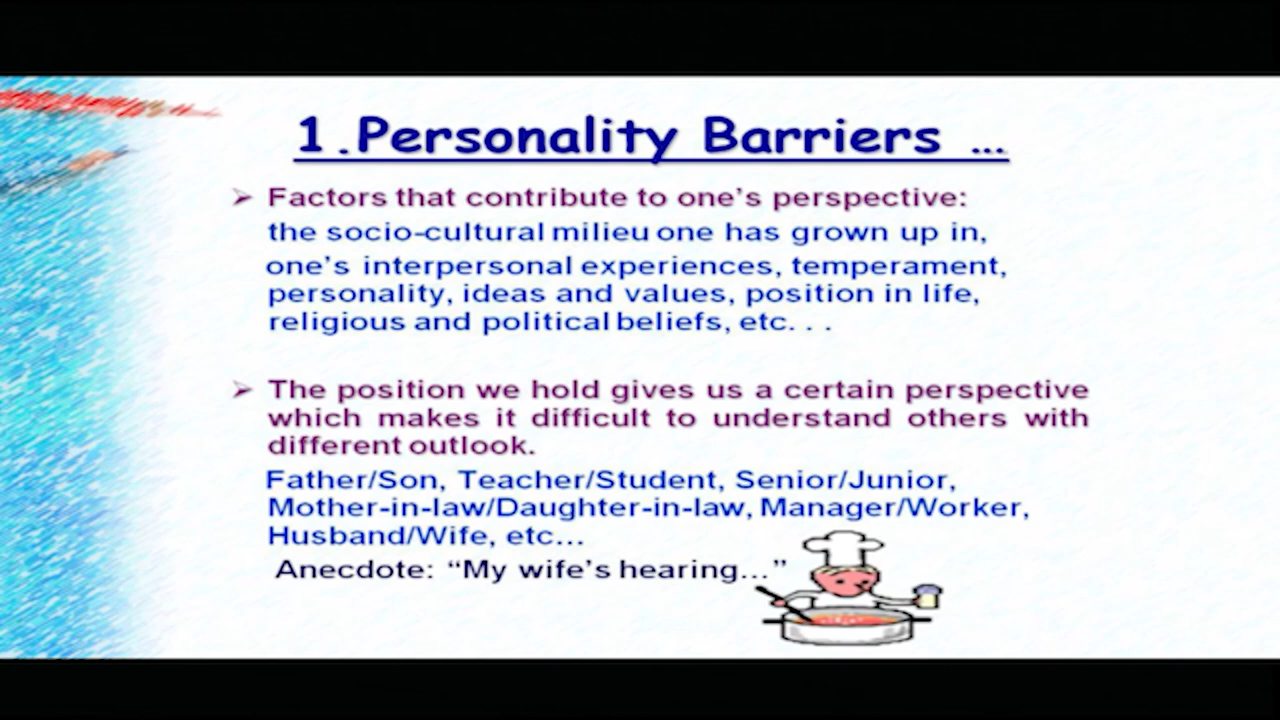 1.Personality Barriers …
➢ Factors that contribute to one's perspective:
the socio-cultural milieu one has grown up in,
one's interpersonal experiences, temperament,
personality, ideas and values, position in life,
religious and political beliefs, etc. . .
➢ The position we hold gives us a certain perspective
which makes it difficult to understand others with
different outlook.
Father/Son, Teacher/Student, Senior/Junior,
Mother-in-law/Daughter-in-law, Manager/Worker,
Husband/Wife, etc…
Anecdote: “My wife's hearing…”